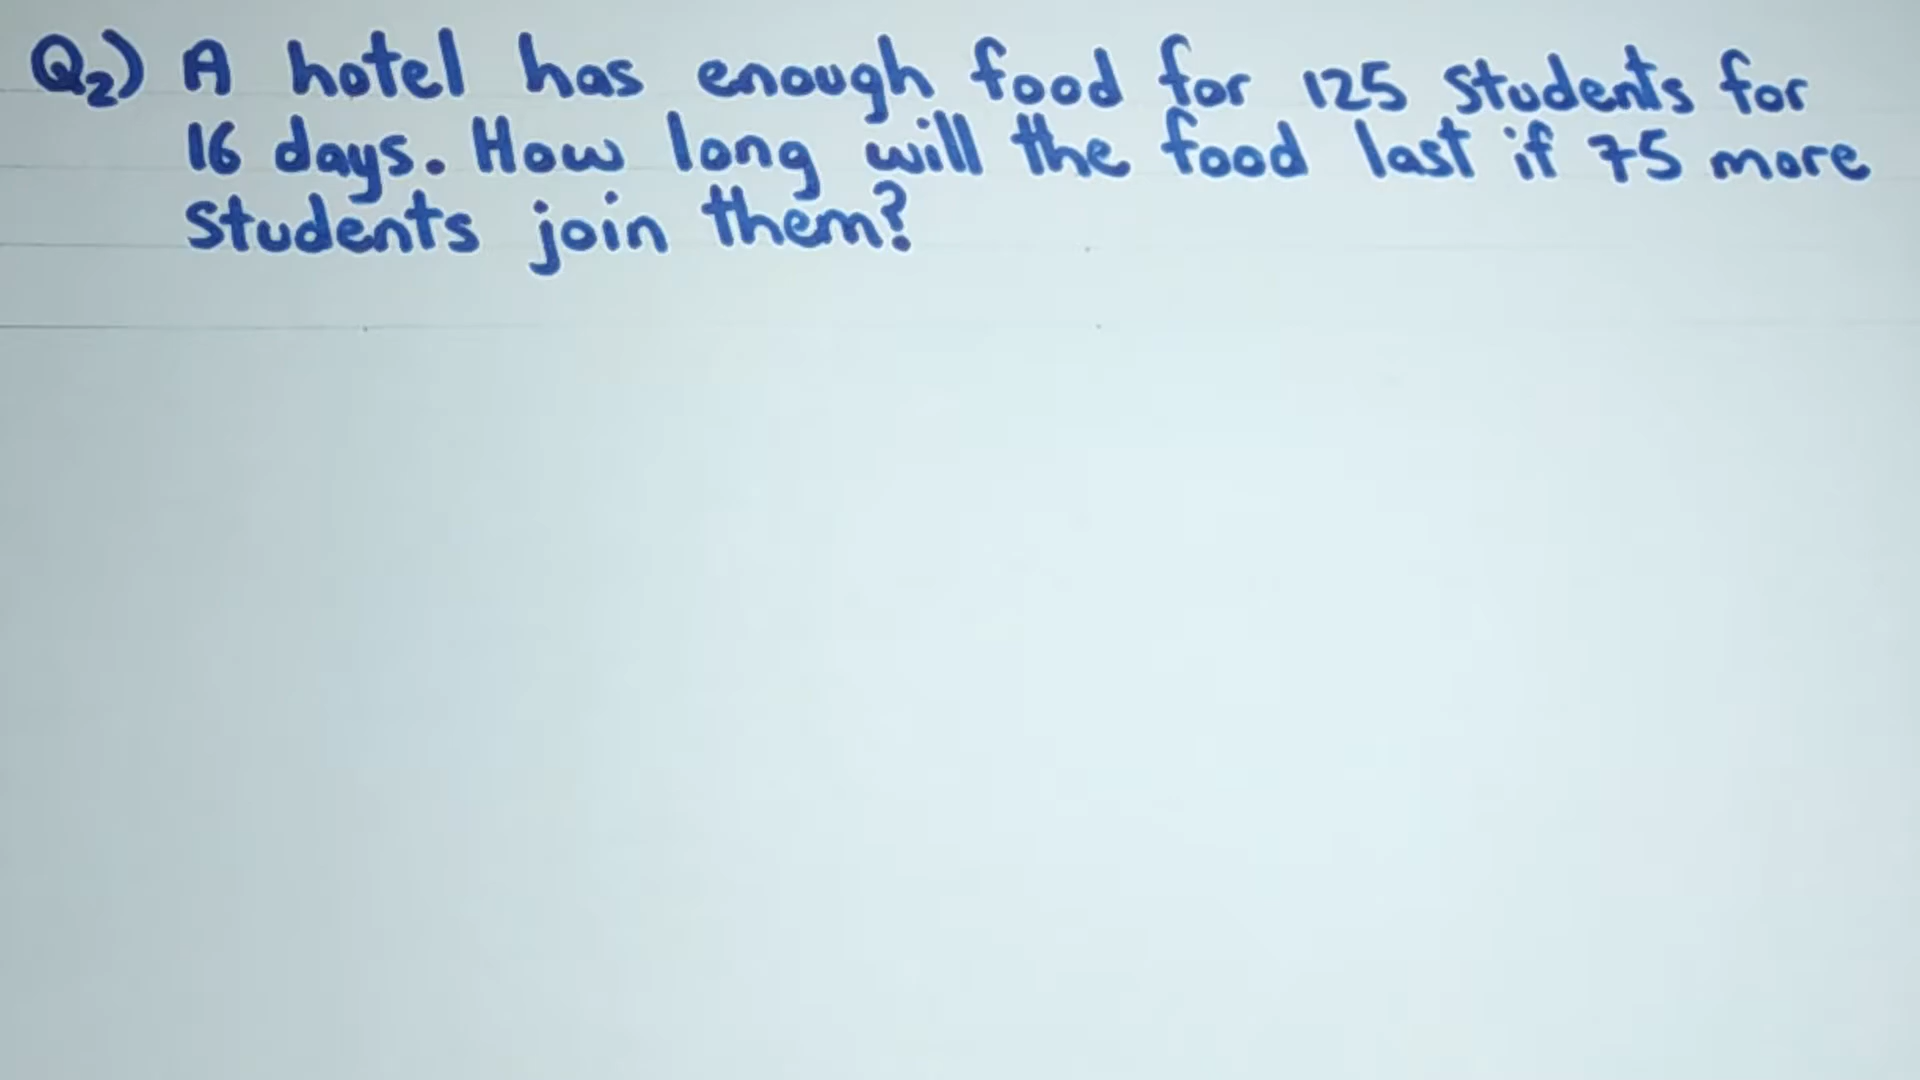 Q2) A hotel has enough food for 125 students for
16 days. How long will the food last if 75 more
students join them?